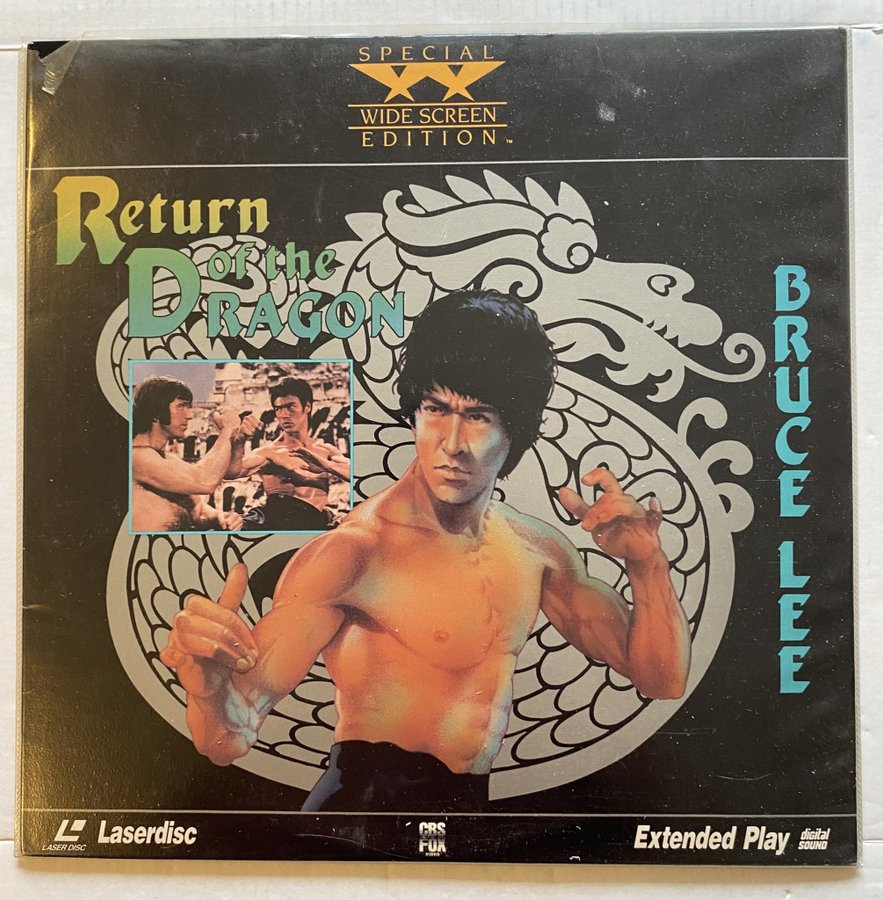 SPECIAL
WIDE SCREEN
EDITION™
Return
of the
DRAGON
BRUCE LEE
LASER DISC
Laserdisc
CBS
FOX
VIDEO
Extended Play
digital
SOUND